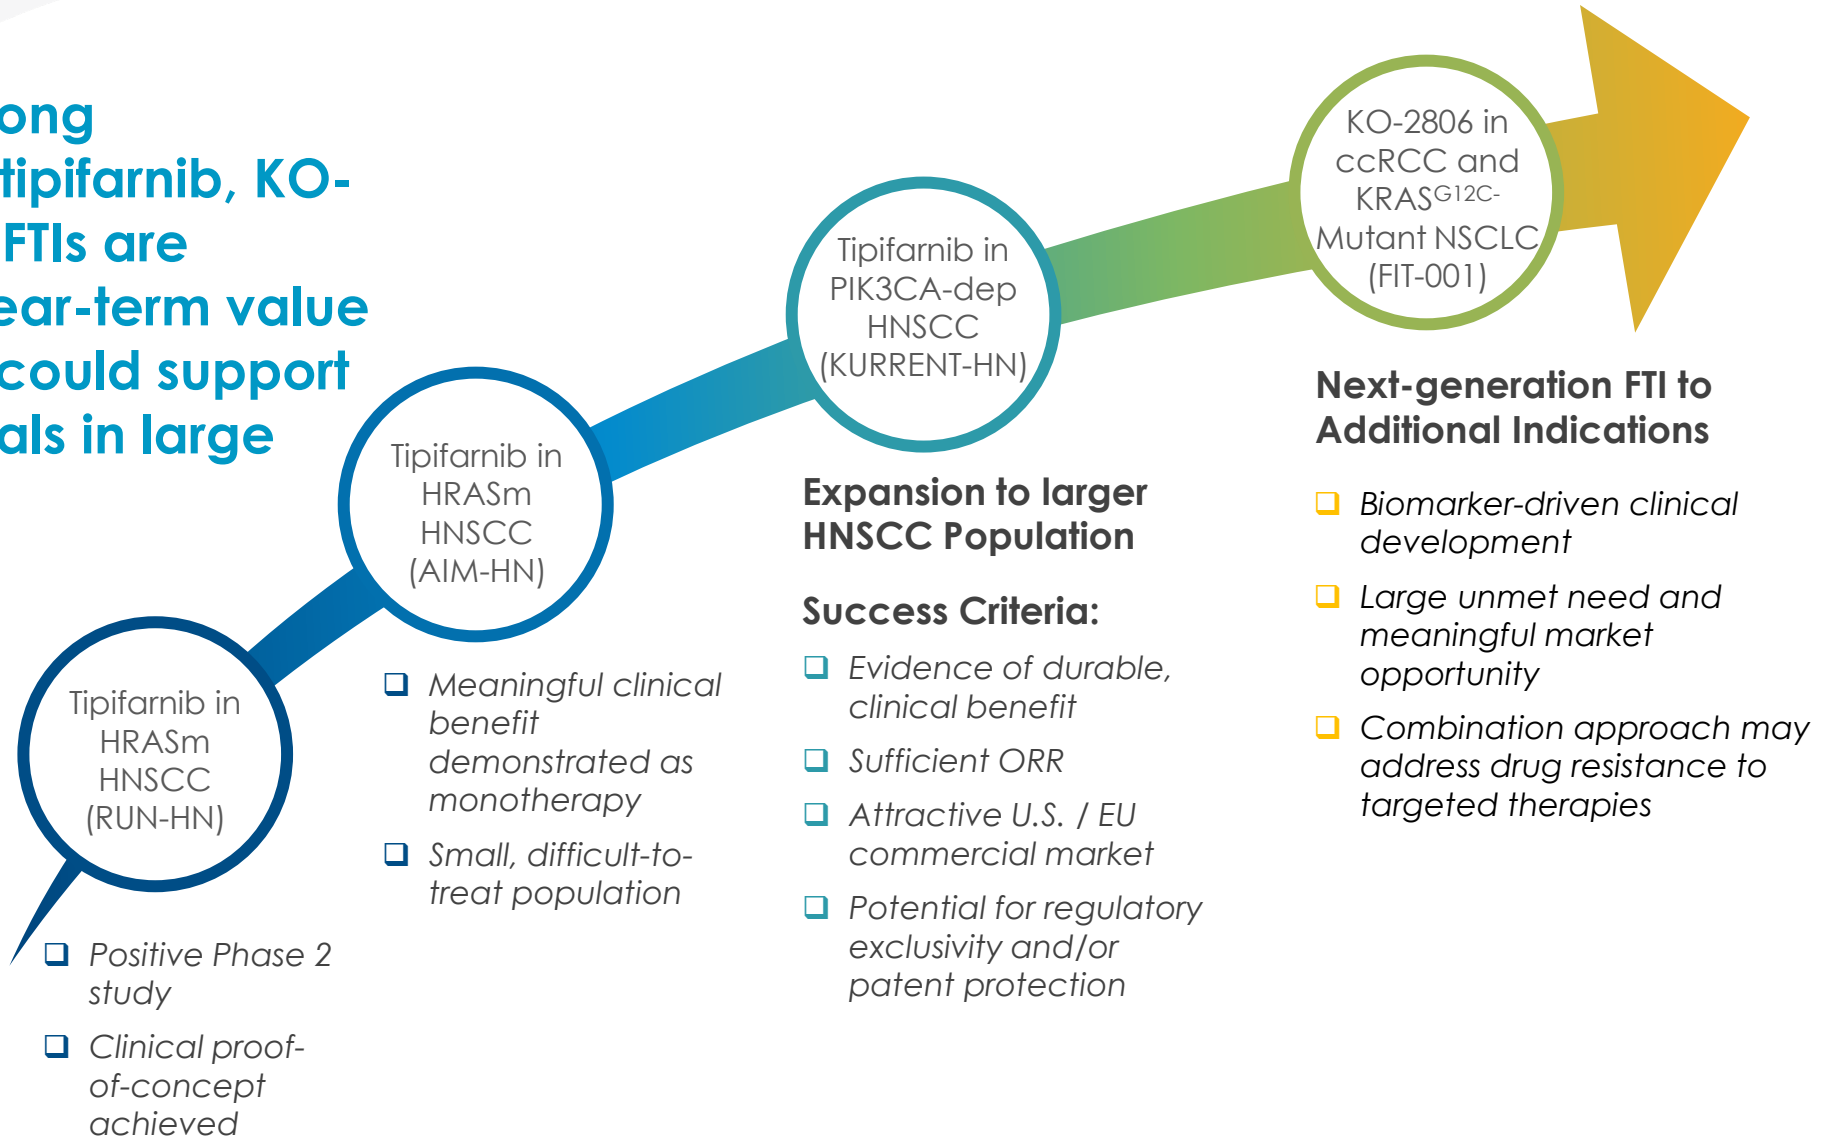 ong
tipifarnib, KO-
FTIs are
ear-term value
could support
als in large
Tipifarnib in
HRASm
HNSCC
(RUN-HN)
❑ Positive Phase 2
study
❑ Clinical proof-
of-concept
achieved
Tipifarnib in
HRASm
HNSCC
(AIM-HN)
❑ Meaningful clinical
benefit
demonstrated as
monotherapy
❑ Small, difficult-to-
treat population
Tipifarnib in
PIK3CA-dep
HNSCC
(KURRENT-HN)
Expansion to larger
HNSCC Population
Success Criteria:
❑ Evidence of durable,
clinical benefit
❑ Sufficient ORR
❑ Attractive U.S. / EU
commercial market
❑ Potential for regulatory
exclusivity and/or
patent protection
KO-2806 in
ccRCC and
KRASG12C-
Mutant NSCLC
(FIT-001)
Next-generation FTI to
Additional Indications
❑ Biomarker-driven clinical
development
❑ Large unmet need and
meaningful market
opportunity
❑ Combination approach may
address drug resistance to
targeted therapies